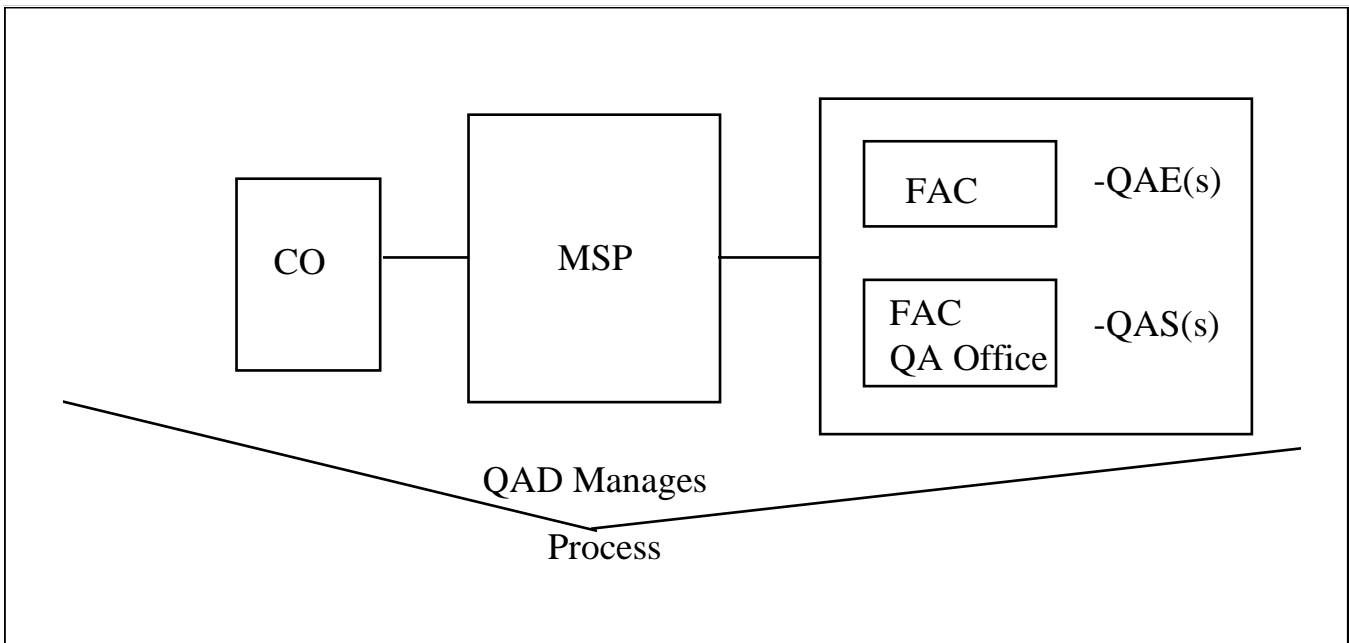 CO
MSP
FAC
-QAE(s)
FAC
QA Office
-QAS(s)
QAD Manages
Process